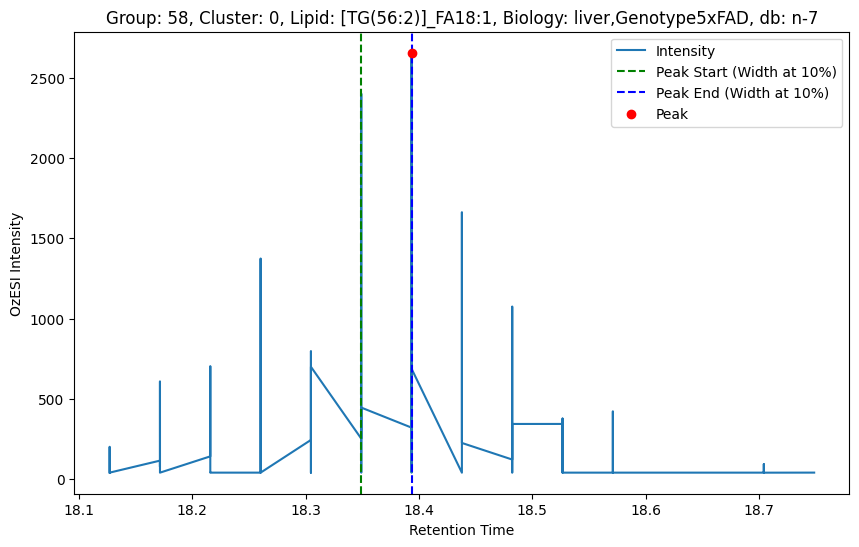 Group: 58, Cluster: 0, Lipid: [TG(56:2)]_FA18:1, Biology: liver,Genotype5xFAD, db: n-7
Intensity
Peak Start (Width at 10%)
Peak End (Width at 10%)
Peak
OzESI Intensity
2500
2000
1500
1000
500
0
18.1 18.2 18.3 18.4 18.5 18.6 18.7
Retention Time